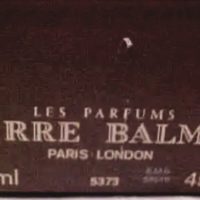 LES PARFUMS
RRE BALM
PARIS·LONDON
ml 5373 4